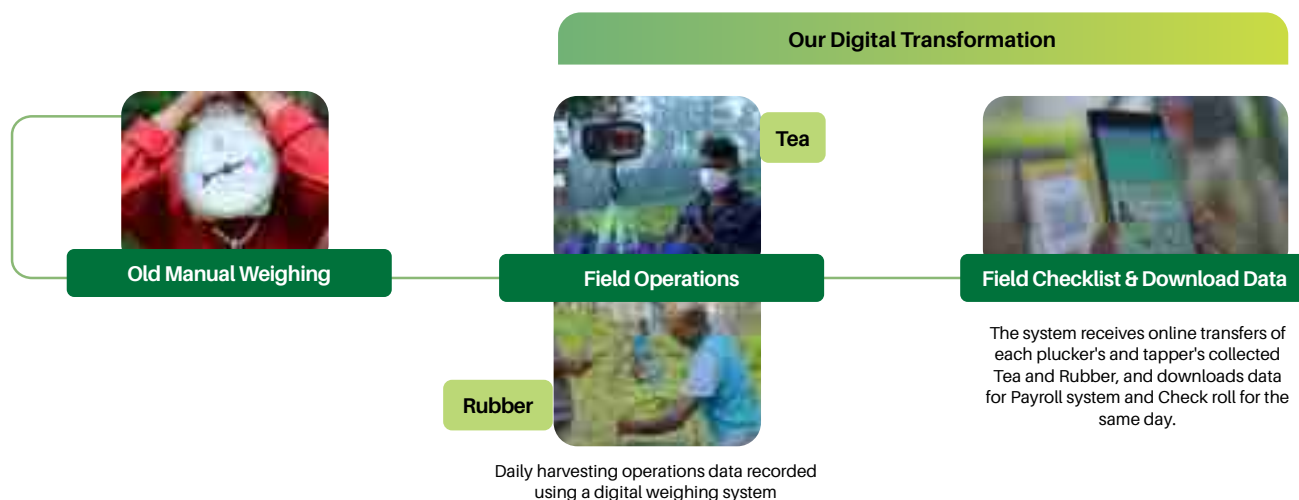 Our Digital Transformation
Old Manual Weighing
Tea
Field Operations
Rubber
Daily harvesting operations data recorded
using a digital weighing system
Field Checklist & Download Data
The system receives online transfers of
each plucker's and tapper's collected
Tea and Rubber, and downloads data
for Payroll system and Check roll for the
same day.